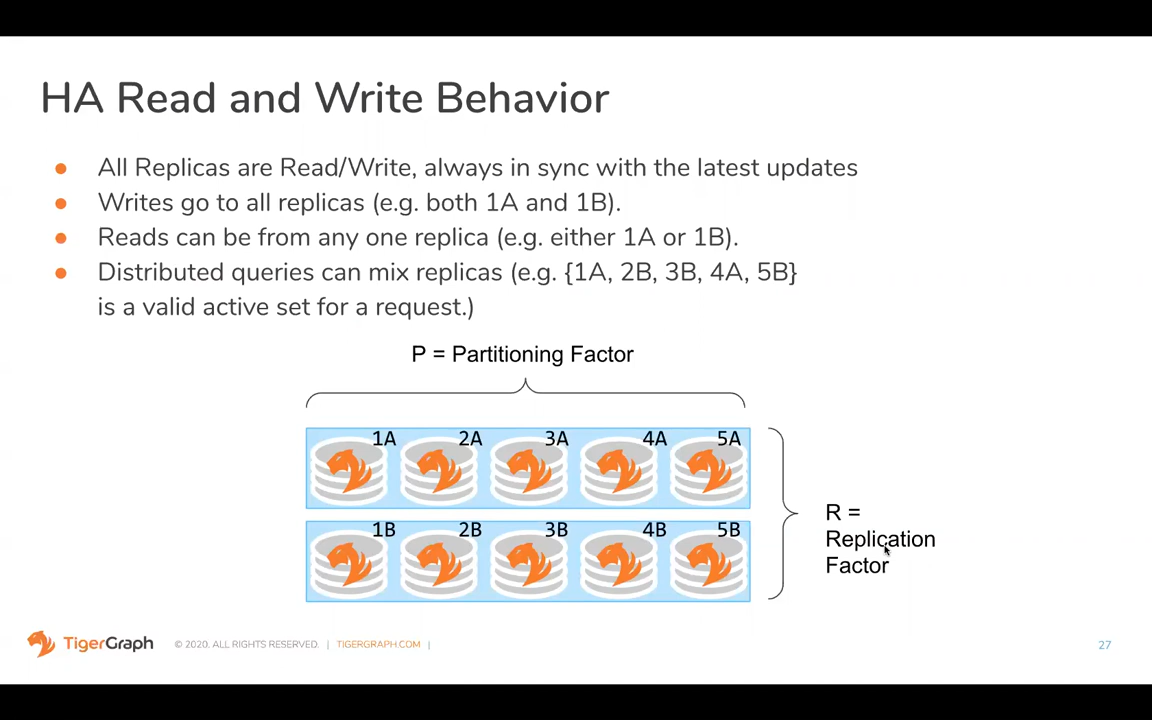 HA Read and Write Behavior
● All Replicas are Read/Write, always in sync with the latest updates
● Writes go to all replicas (e.g. both 1A and 1B).
● Reads can be from any one replica (e.g. either 1A or 1B).
● Distributed queries can mix replicas (e.g. {1A, 2B, 3B, 4A, 5B}
is a valid active set for a request.)
P = Partitioning Factor
1A 2A 3A 4A 5A
1B 2B 3B 4B 5B
R =
Replication
Factor
TigerGraph © 2020. ALL RIGHTS RESERVED. | TIGERGRAPH.COM | 27